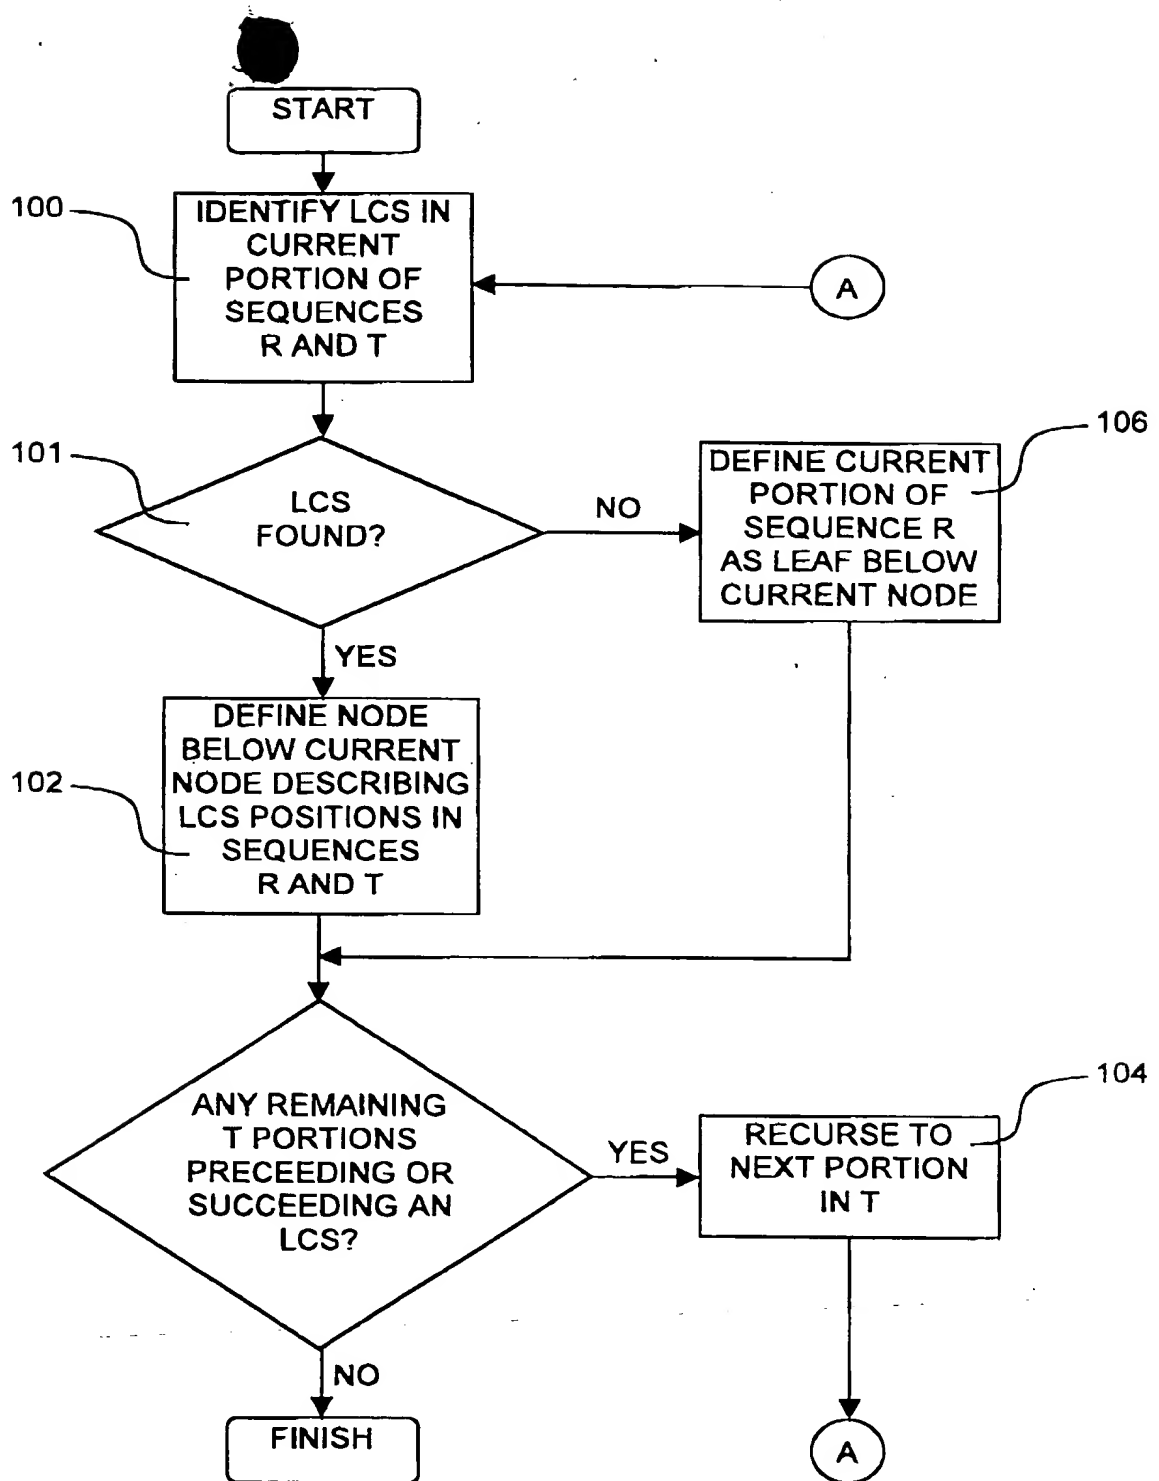 START
100
IDENTIFY LCS IN
CURRENT
PORTION OF
SEQUENCES
R AND T
A
101
LCS
FOUND?
NO
106
DEFINE CURRENT
PORTION OF
SEQUENCE R
AS LEAF BELOW
CURRENT NODE
YES
102
DEFINE NODE
BELOW CURRENT
NODE DESCRIBING
LCS POSITIONS IN
SEQUENCES
R AND T
ANY REMAINING
T PORTIONS
PRECEEDING OR
SUCCEEDING AN
LCS?
YES
104
RECURSE TO
NEXT PORTION
IN T
NO
FINISH
A